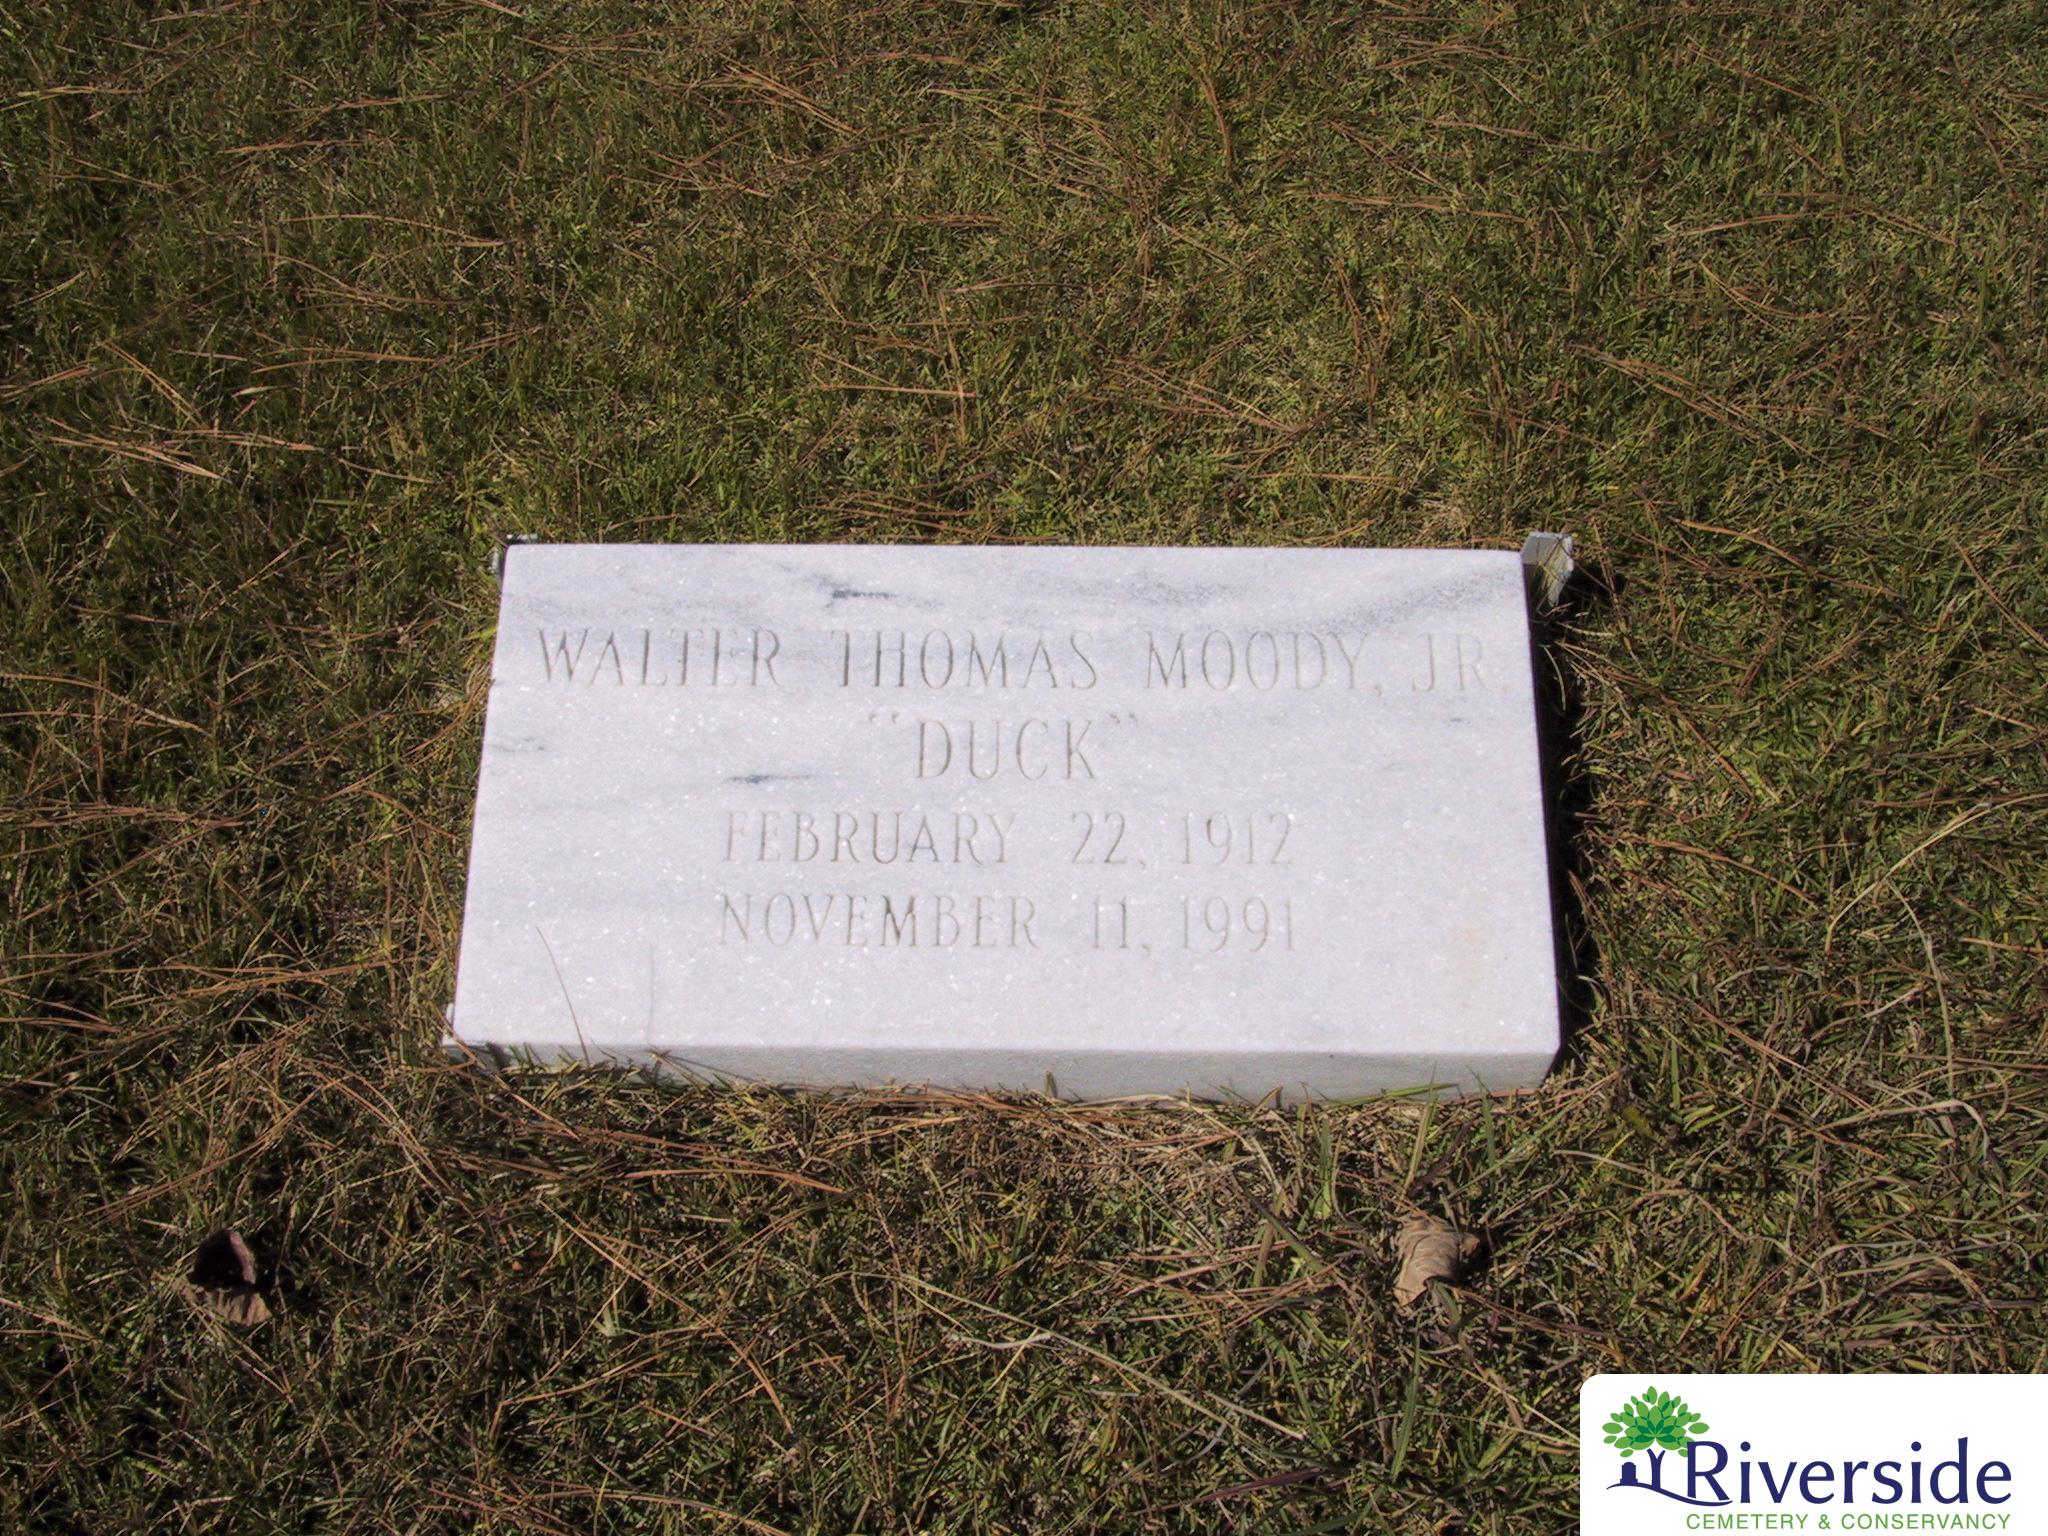 WALTER THOMAS MOODY, JR.
"DUCK"
FEBRUARY 22, 1912
NOVEMBER 11, 1991
Riverside
CEMETERY & CONSERVANCY